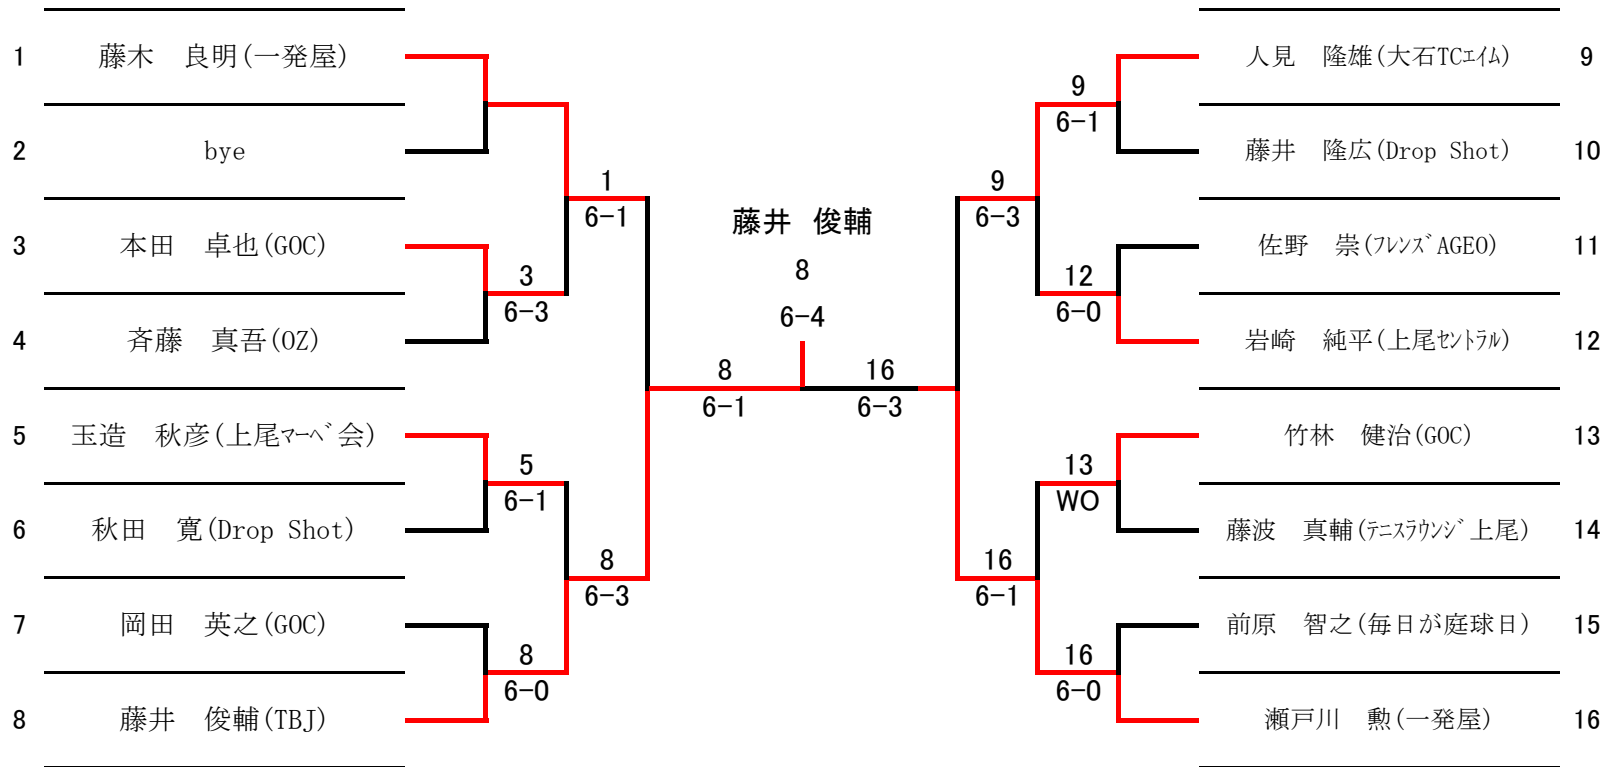 1 藤木 良明(一発屋)
2 bye
3 本田 卓也(GOC)
4 斉藤 真吾(OZ)
5 玉造 秋彦(上尾マーベ会)
6 秋田 寛(Drop Shot)
7 岡田 英之(GOC)
8 藤井 俊輔(TBJ)
3
6-3
5
6-1
8
6-0
1
6-1
8
6-3
8
6-1
藤井 俊輔
8
6-4
16
6-3
9
6-3
16
6-1
9
6-1
12
6-0
13
WO
16
6-0
人見 隆雄(大石TCエイム) 9
藤井 隆広(Drop Shot) 10
佐野 崇(フレンズAGEO) 11
岩崎 純平(上尾セントラル) 12
竹林 健治(GOC) 13
藤波 真輔(テニスラウンジ上尾) 14
前原 智之(毎日が庭球日) 15
瀬戸川 勲(一発屋) 16